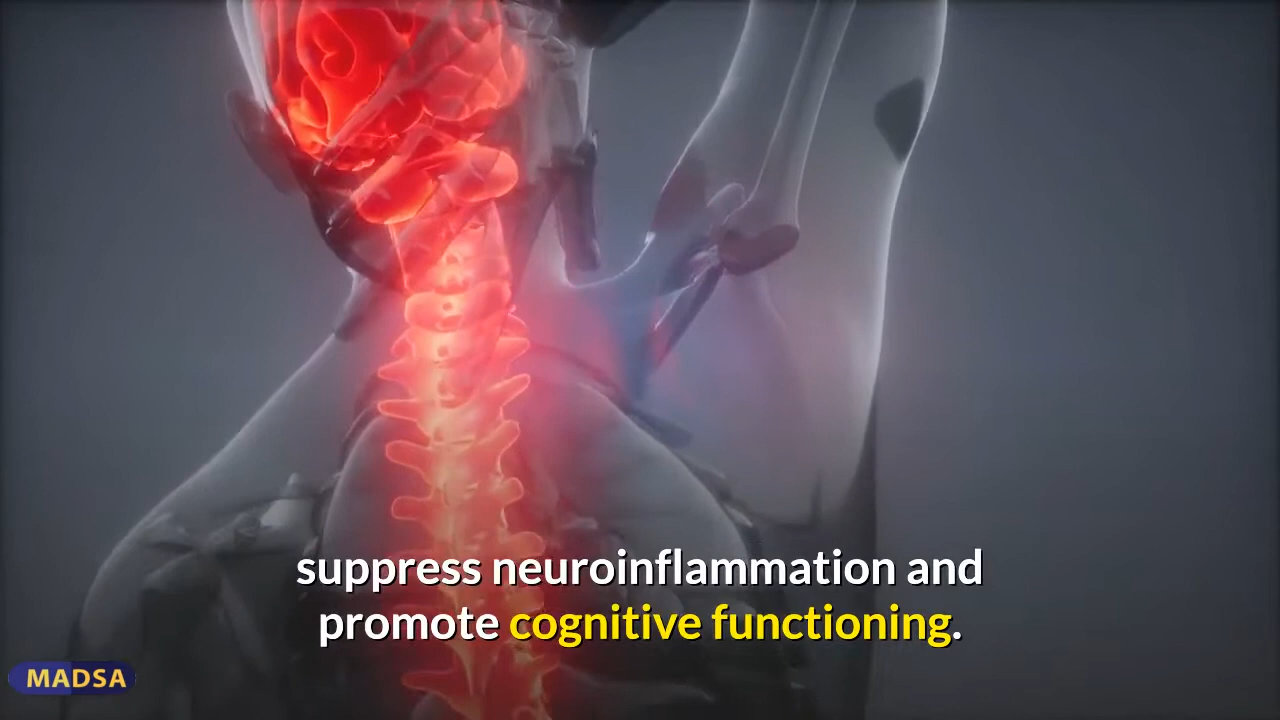 suppress neuroinflammation and
promote cognitive functioning.
MADSA